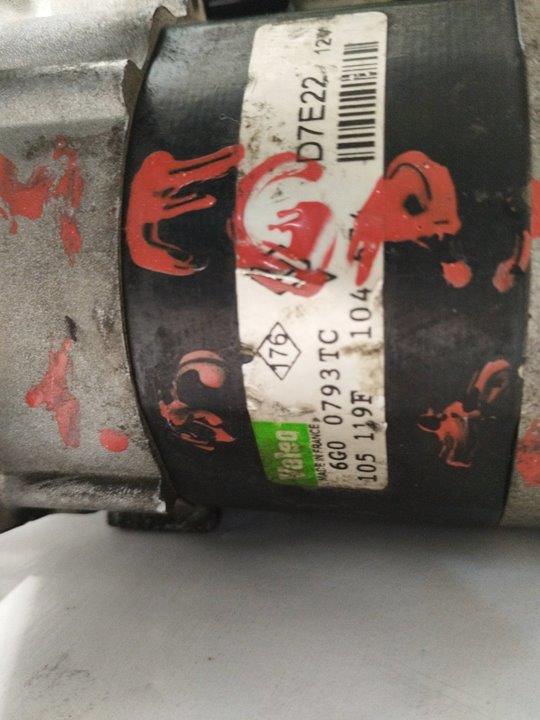 D7E22 12V
176
Valeo
MADE IN FRANCE
6G0 0793TC
105 119F 104